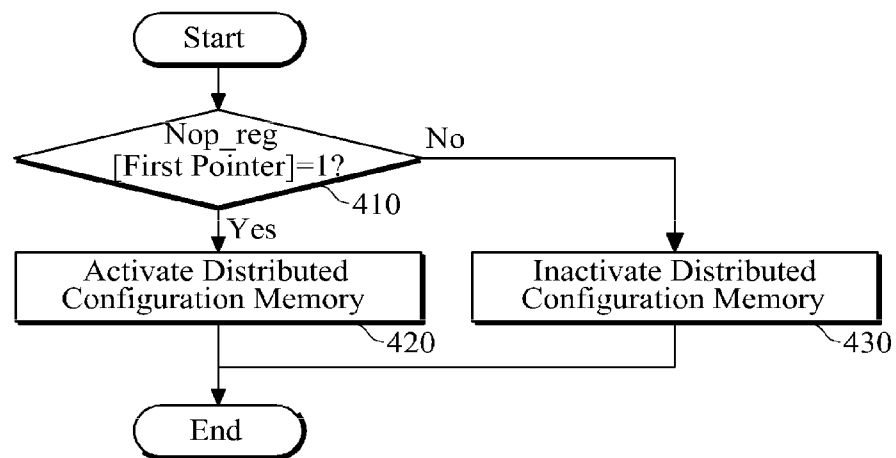 Start
Nop_reg
[First Pointer]=1?
No
410
Yes
Activate Distributed
Configuration Memory
420
Inactivate Distributed
Configuration Memory
430
End